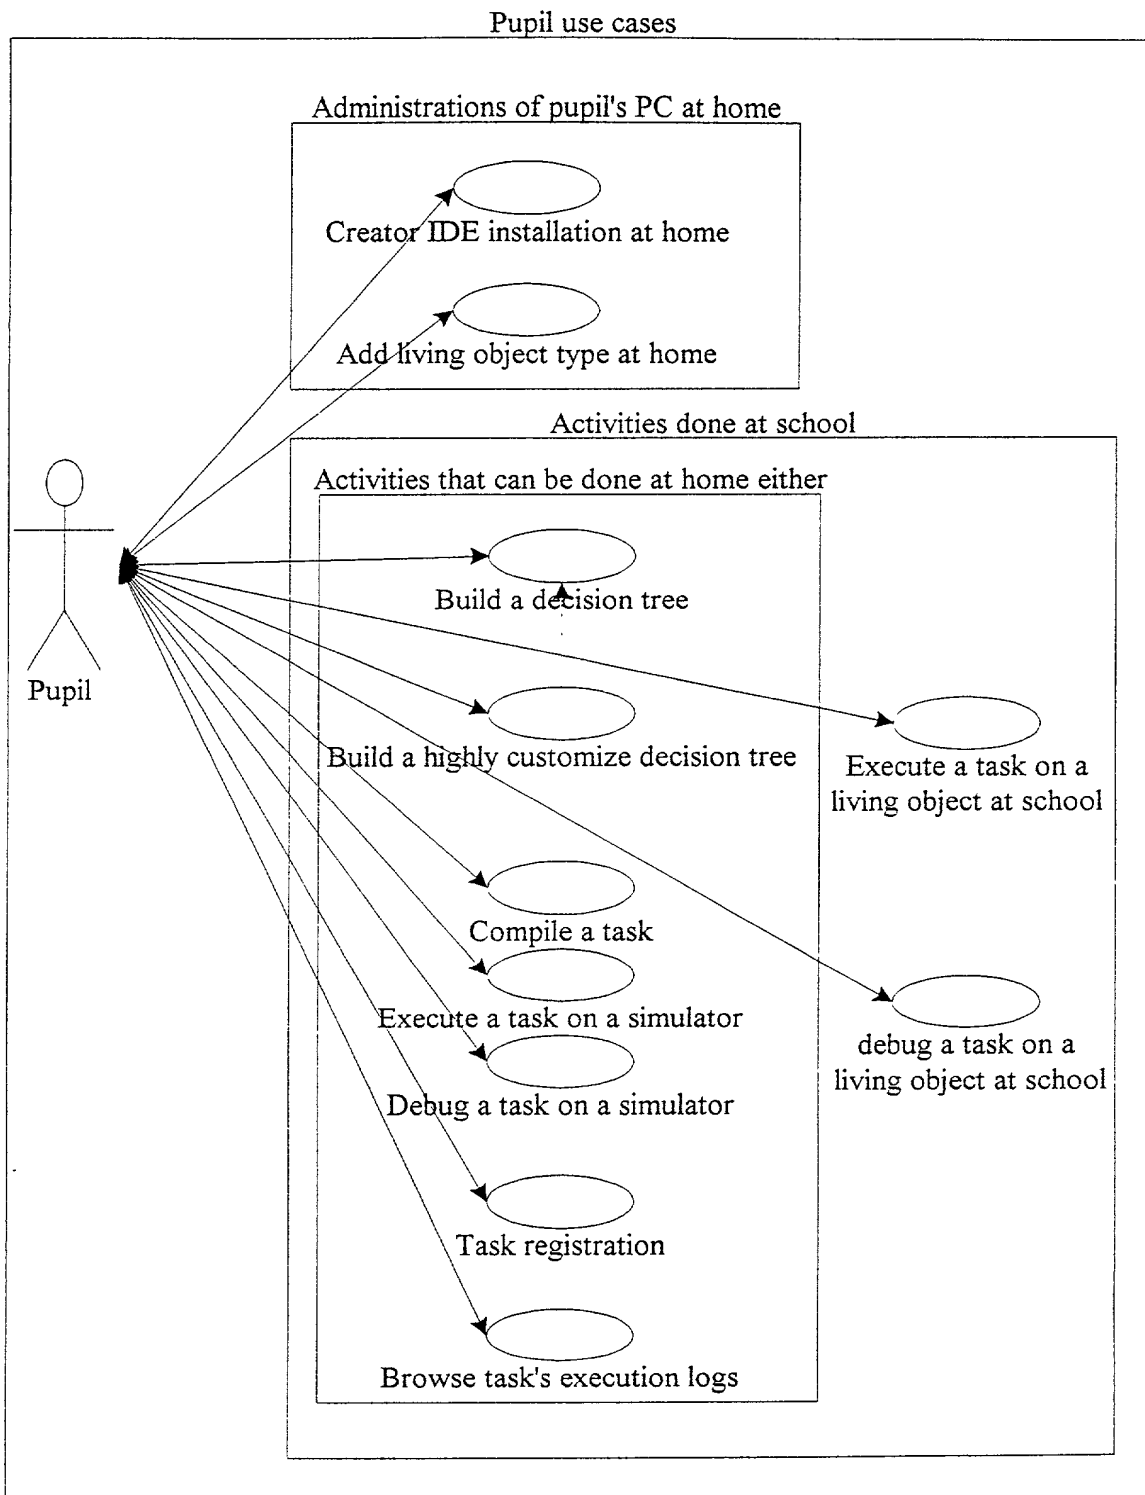 Pupil use cases
Administrations of pupil's PC at home
Creator IDE installation at home
Add living object type at home
Activities done at school
Activities that can be done at home either
Build a decision tree
Pupil
Build a highly customize decision tree
Execute a task on a
living object at school
Compile a task
Execute a task on a simulator
debug a task on a
living object at school
Debug a task on a simulator
Task registration
Browse task's execution logs